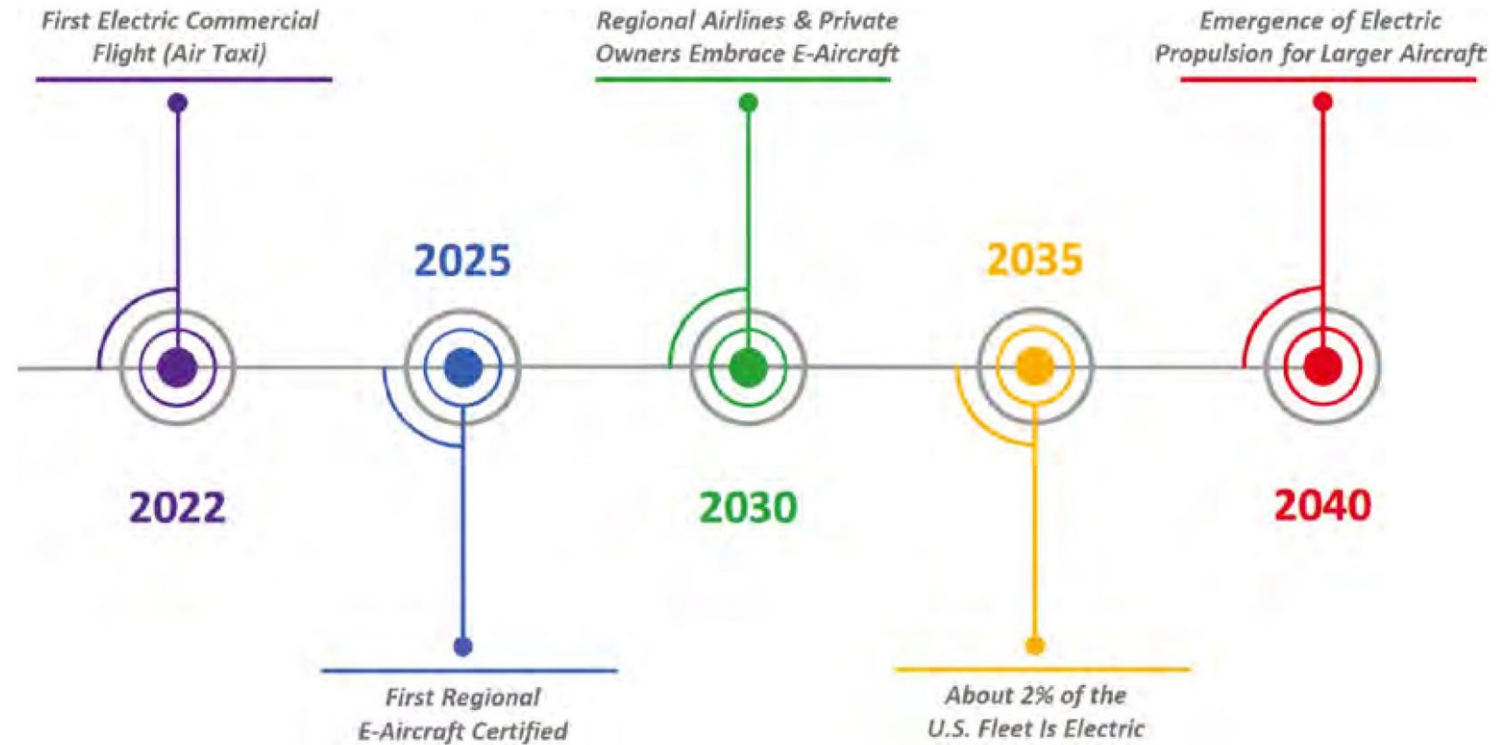 First Electric Commercial
Flight (Air Taxi)
Regional Airlines & Private
Owners Embrace E-Aircraft
Emergence of Electric
Propulsion for Larger Aircraft
2025
2035
2022
2030
2040
First Regional
E-Aircraft Certified
About 2% of the
U.S. Fleet Is Electric